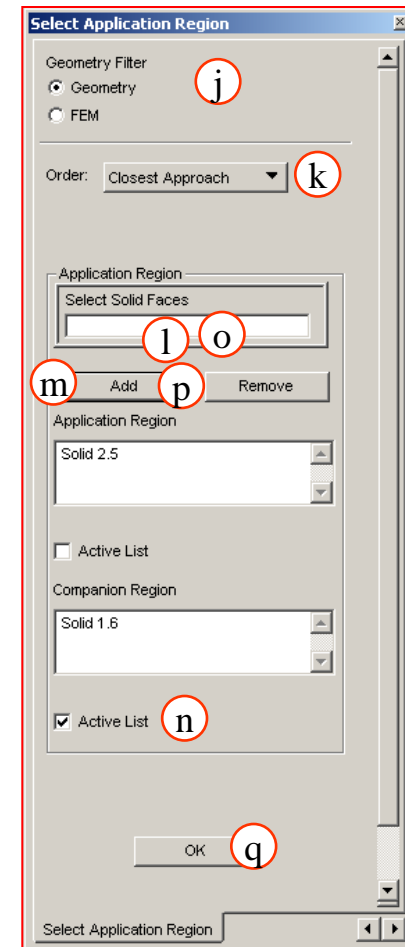 Select Application Region
Geometry Filter
j
Geometry
FEM
Order: Closest Approach k
Application Region
Select Solid Faces
l o
m Add p Remove
Application Region
Solid 2.5
Active List
Companion Region
Solid 1.6
Active List n
OK q
Select Application Region